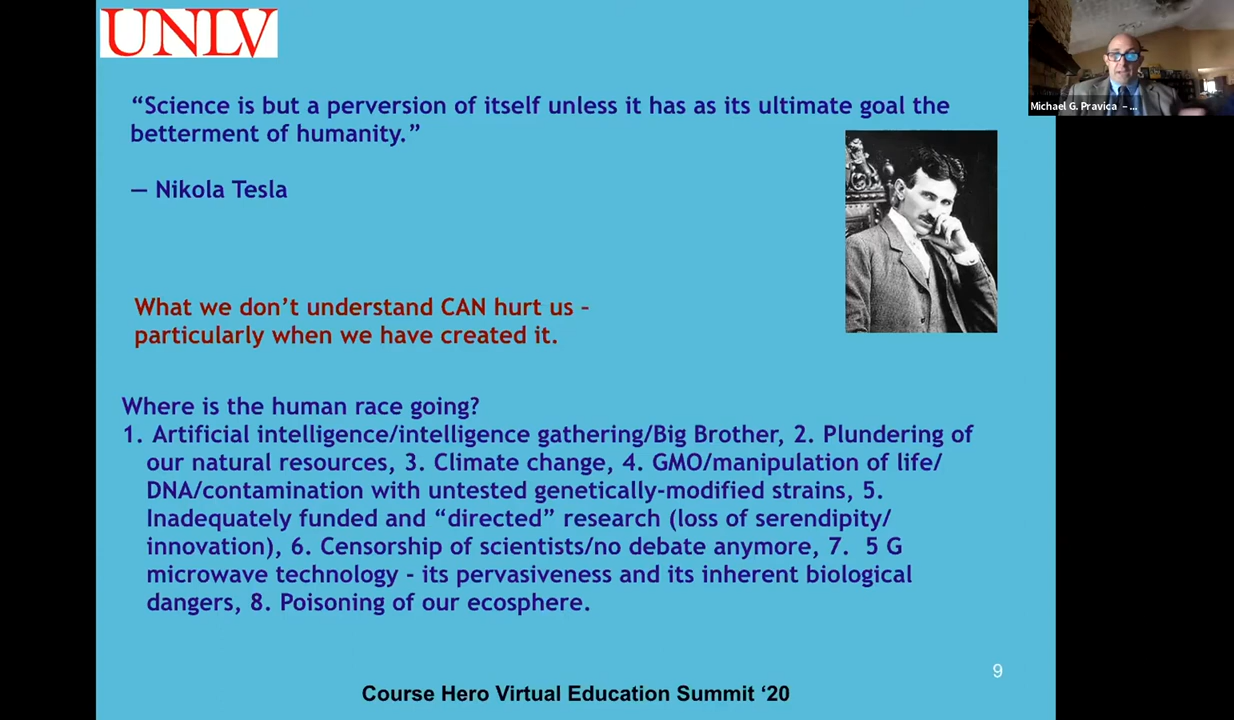 UNLV
“Science is but a perversion of itself unless it has as its ultimate goal the
betterment of humanity.”
— Nikola Tesla
Michael G. Pravica – ...
What we don’t understand CAN hurt us –
particularly when we have created it.
Where is the human race going?
1. Artificial intelligence/intelligence gathering/Big Brother, 2. Plundering of
our natural resources, 3. Climate change, 4. GMO/manipulation of life/
DNA/contamination with untested genetically-modified strains, 5.
Inadequately funded and “directed” research (loss of serendipity/
innovation), 6. Censorship of scientists/no debate anymore, 7. 5 G
microwave technology - its pervasiveness and its inherent biological
dangers, 8. Poisoning of our ecosphere.
9
Course Hero Virtual Education Summit ‘20